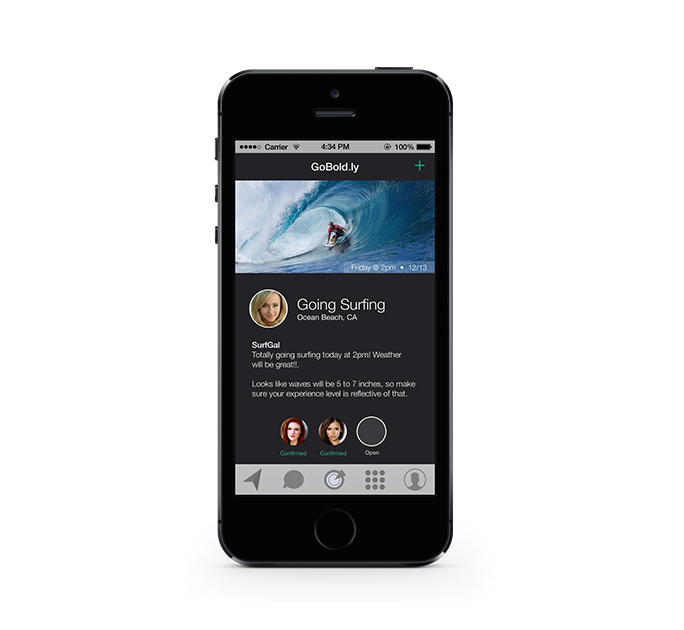 Carrier 4:34 PM 100%
GoBold.ly +
Friday @ 2pm • 12/13
Going Surfing
Ocean Beach, CA
SurfGal
Totally going surfing today at 2pm! Weather
will be great!!.
Looks like waves will be 5 to 7 inches, so make
sure your experience level is reflective of that.
Confirmed Confirmed Open